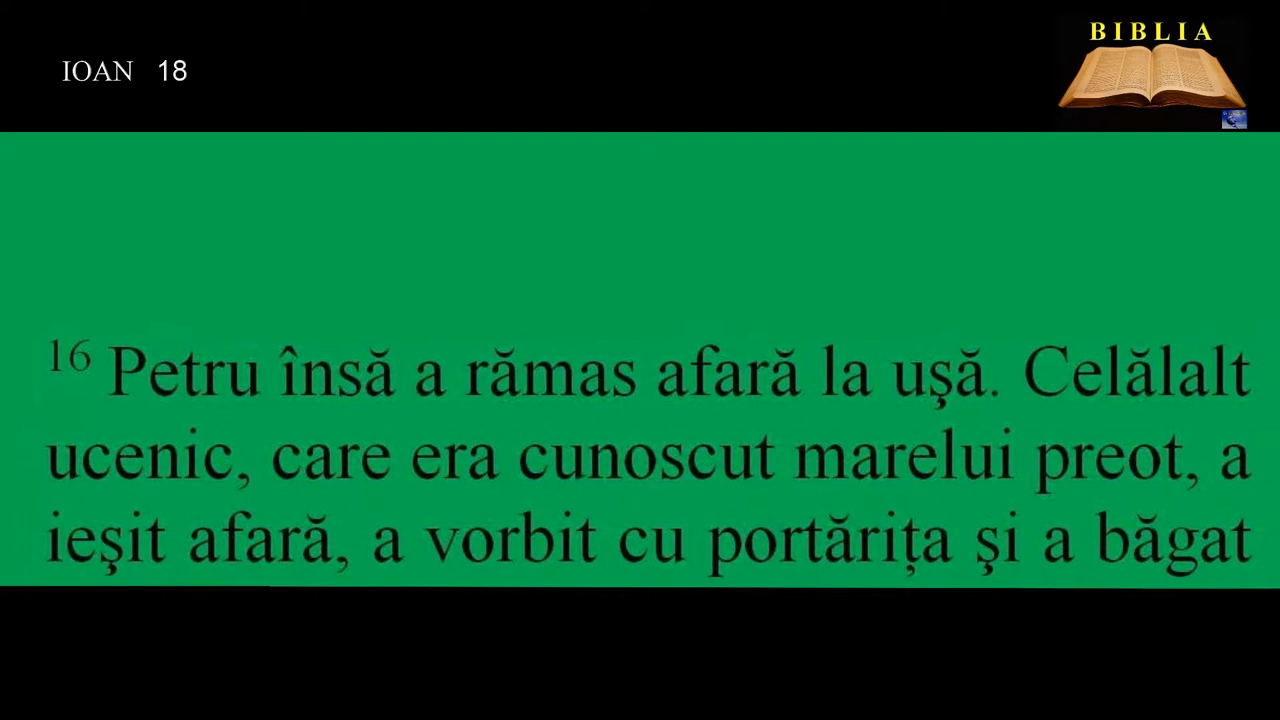 BIBLIA
IOAN 18
16 Petru însă a rămas afară la uşă. Celălalt
ucenic, care era cunoscut marelui preot, a
ieşit afară, a vorbit cu portăriţa şi a băgat